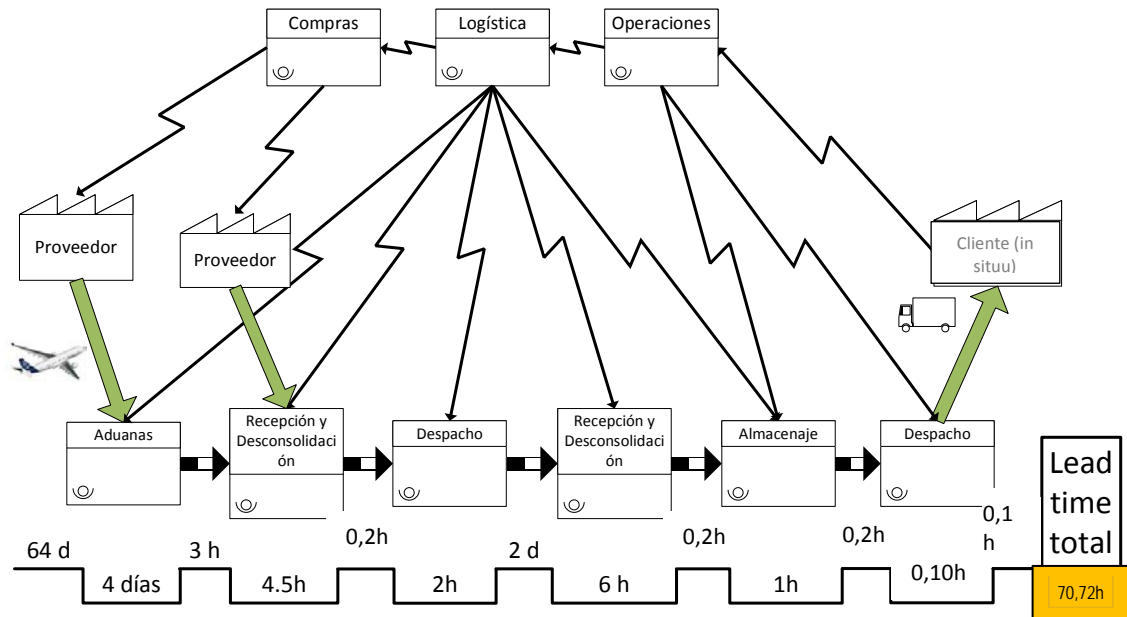 Compras
Logística
Operaciones
Proveedor
Proveedor
Cliente (in
situu)
Aduanas
Recepción y
Desconsolidaci
ón
Despacho
Recepción y
Desconsolidaci
ón
Almacenaje
Despacho
64 d
3 h
0,2h
2 d
0,2h
0,2h
0,1
h
4 días
4.5h
2h
6 h
1h
0,10h
Lead
time
total
70,72h